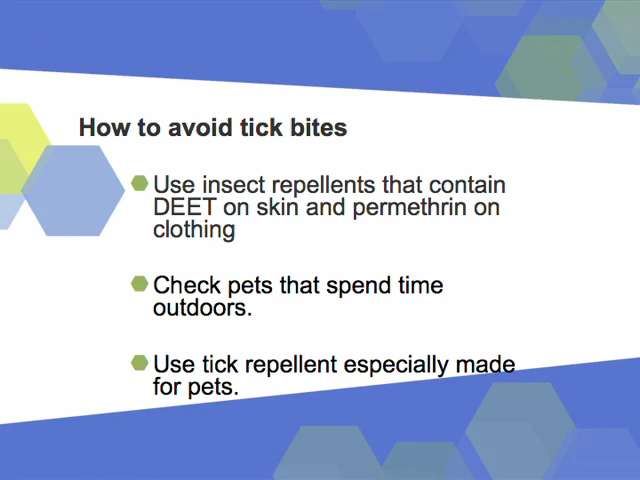 How to avoid tick bites
Use insect repellents that contain
DEET on skin and permethrin on
clothing
Check pets that spend time
outdoors.
Use tick repellent especially made
for pets.